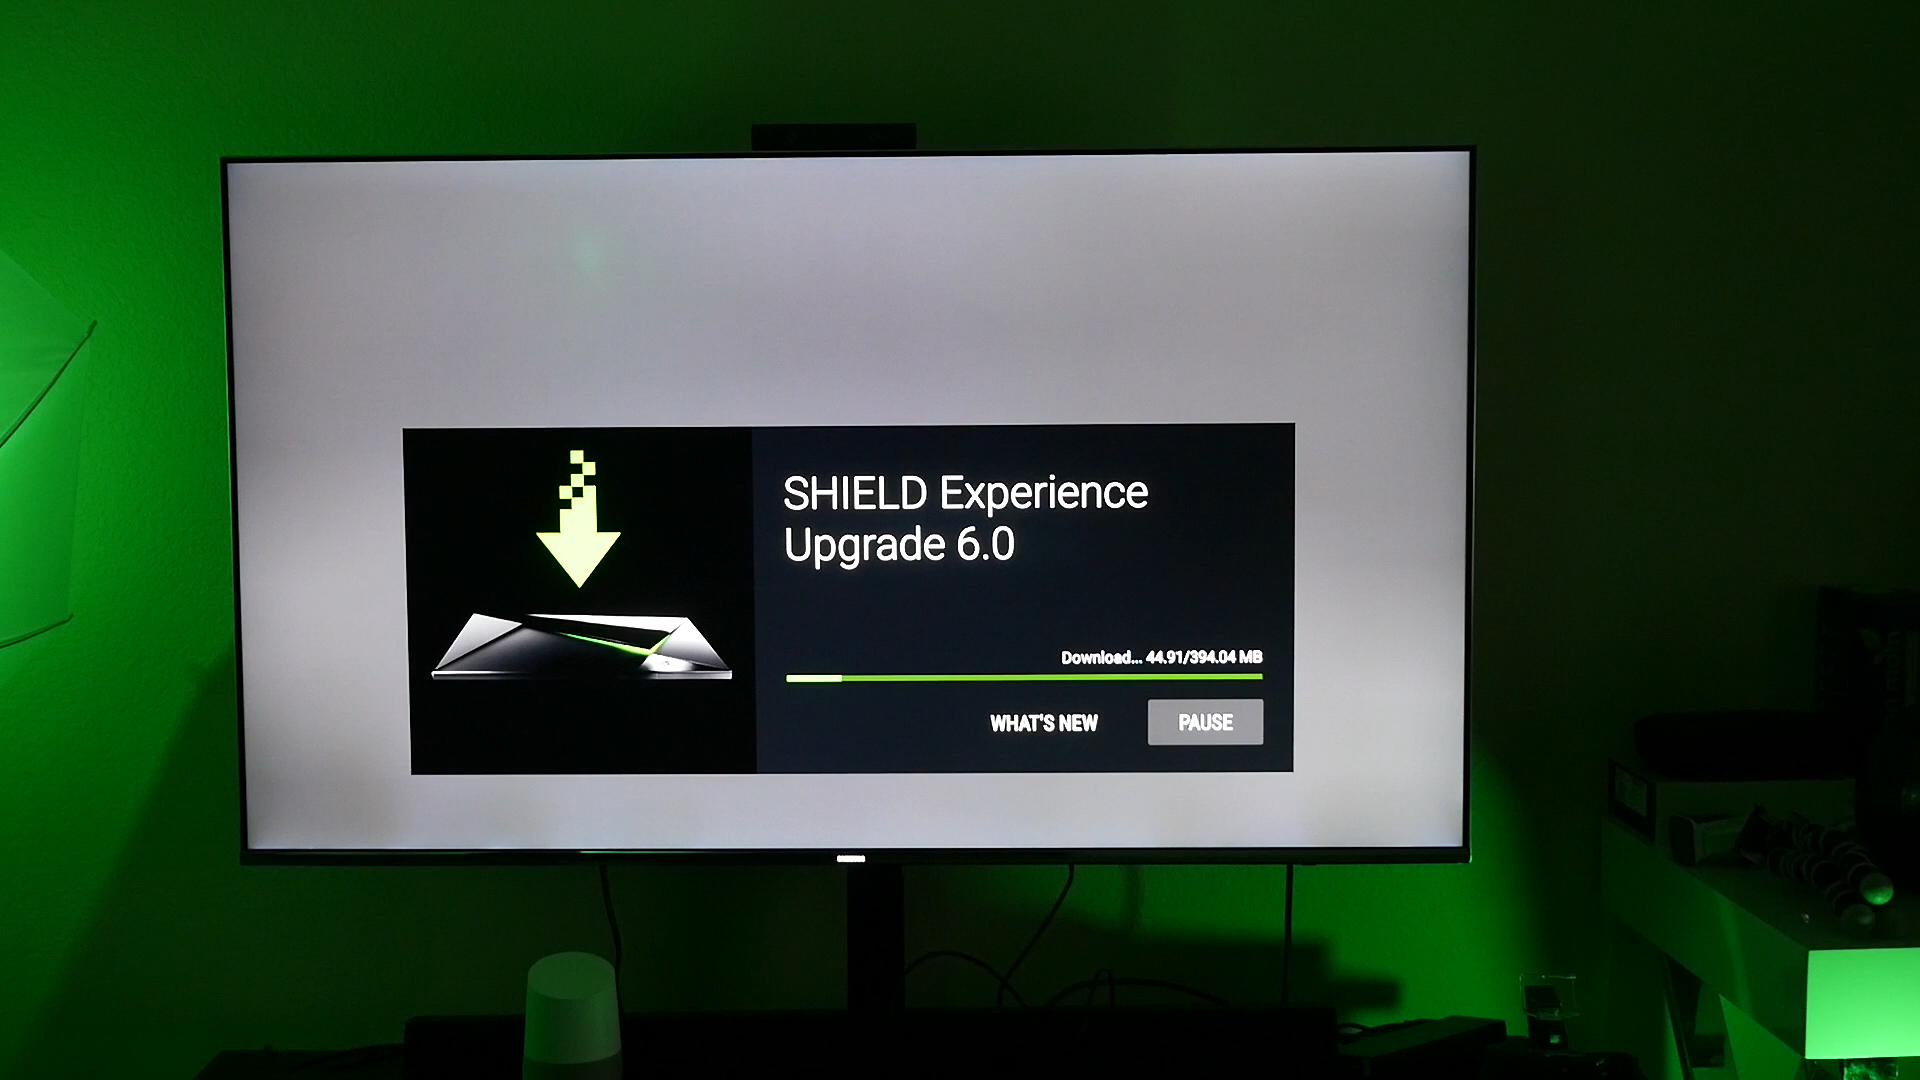 SHIELD Experience
Upgrade 6.0
Download... 44.91/394.04 MB
WHAT'S NEW
PAUSE